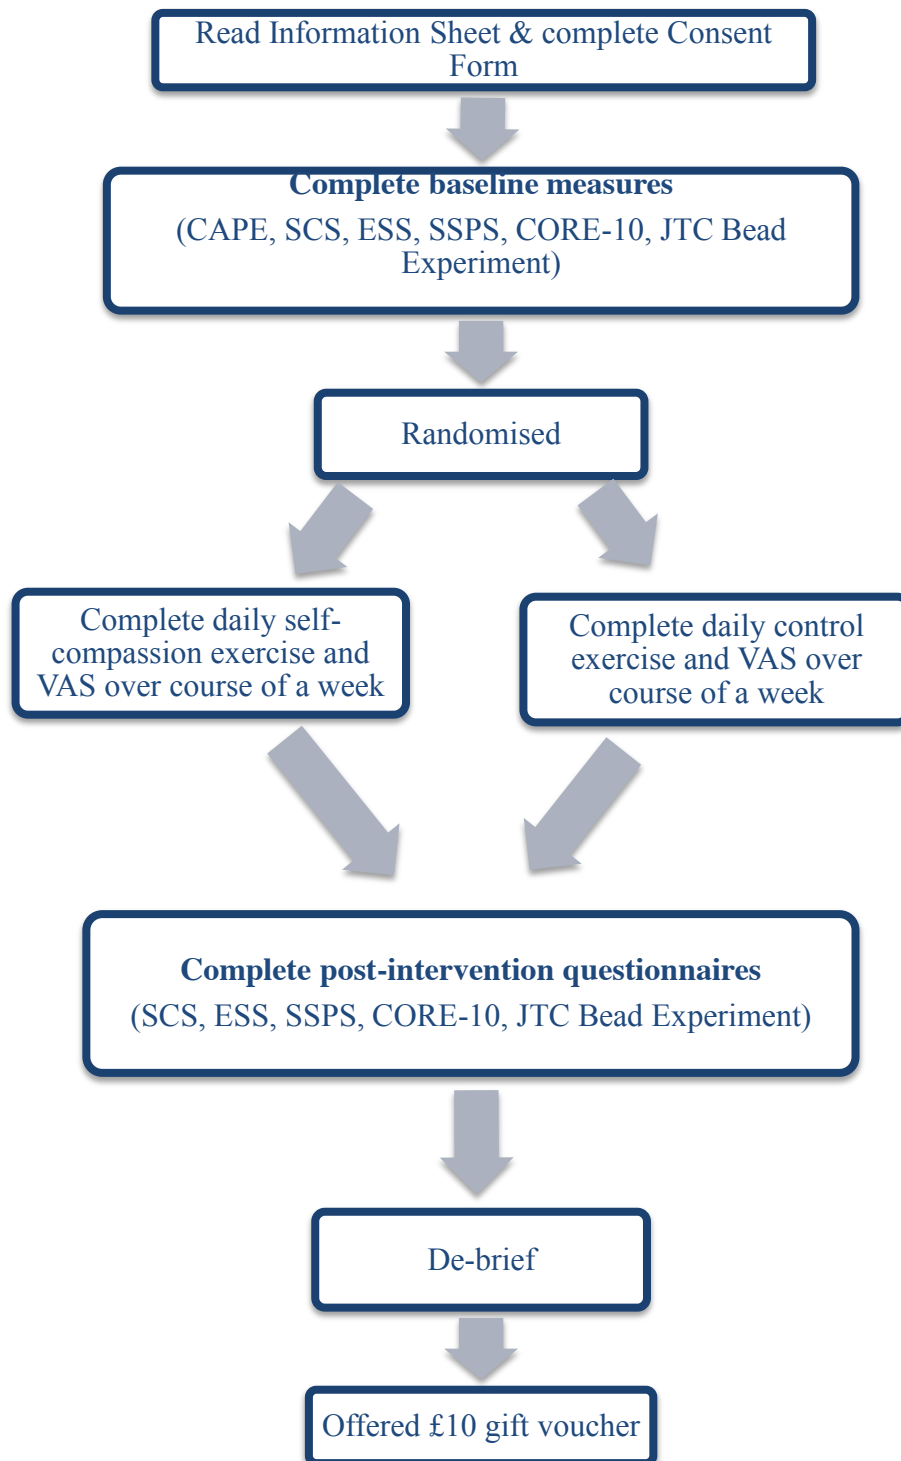 Read Information Sheet & complete Consent
Form
Complete baseline measures
(CAPE, SCS, ESS, SSPS, CORE-10, JTC Bead
Experiment)
Randomised
Complete daily self-
compassion exercise and
VAS over course of a week
Complete daily control
exercise and VAS over
course of a week
Complete post-intervention questionnaires
(SCS, ESS, SSPS, CORE-10, JTC Bead Experiment)
De-brief
Offered £10 gift voucher